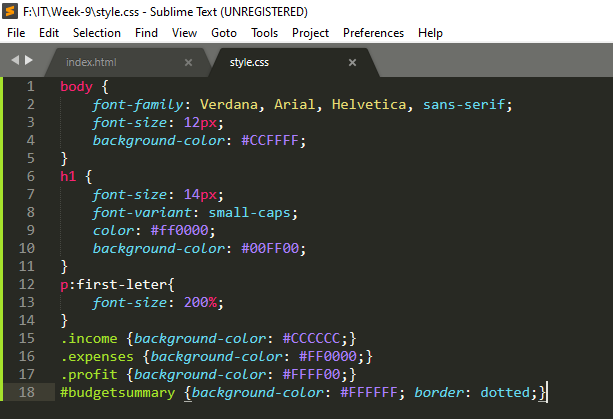 F:\IT\Week-9\style.css - Sublime Text (UNREGISTERED)
File Edit Selection Find View Goto Tools Project Preferences Help
index.html × style.css ×
1 body {
2 font-family: Verdana, Arial, Helvetica, sans-serif;
3 font-size: 12px;
4 background-color: #CCFFFF;
5 }
6 h1 {
7 font-size: 14px;
8 font-variant: small-caps;
9 color: #ff0000;
10 background-color: #00FF00;
11 }
12 p:first-leter{
13 font-size: 200%;
14 }
15 .income {background-color: #CCCCCC;}
16 .expenses {background-color: #FF0000;}
17 .profit {background-color: #FFFF00;}
18 #budgetsummary {background-color: #FFFFFF; border: dotted;}